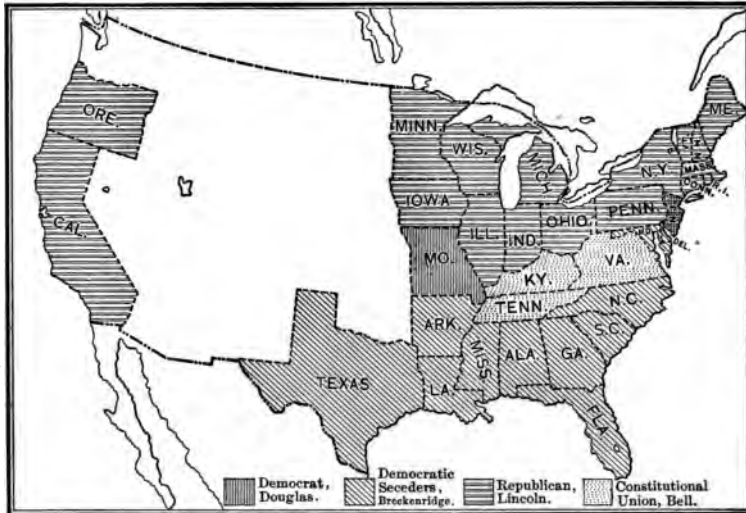 ORE.
CAL.
MINN.
WIS.
MICH
IOWA
ILL.
IND.
OHIO.
PENN.
N.Y.
ME.
MASS
CONN.
R.I.
DEL.
MO.
KY.
VA.
TENN.
N.C.
S.C.
ARK.
MISS.
ALA
GA.
LA.
TEXAS
FLA
Democrat,
Douglas.
Democratic
Seceders,
Breckenridge.
Republican,
Lincoln.
Constitutional
Union, Bell.